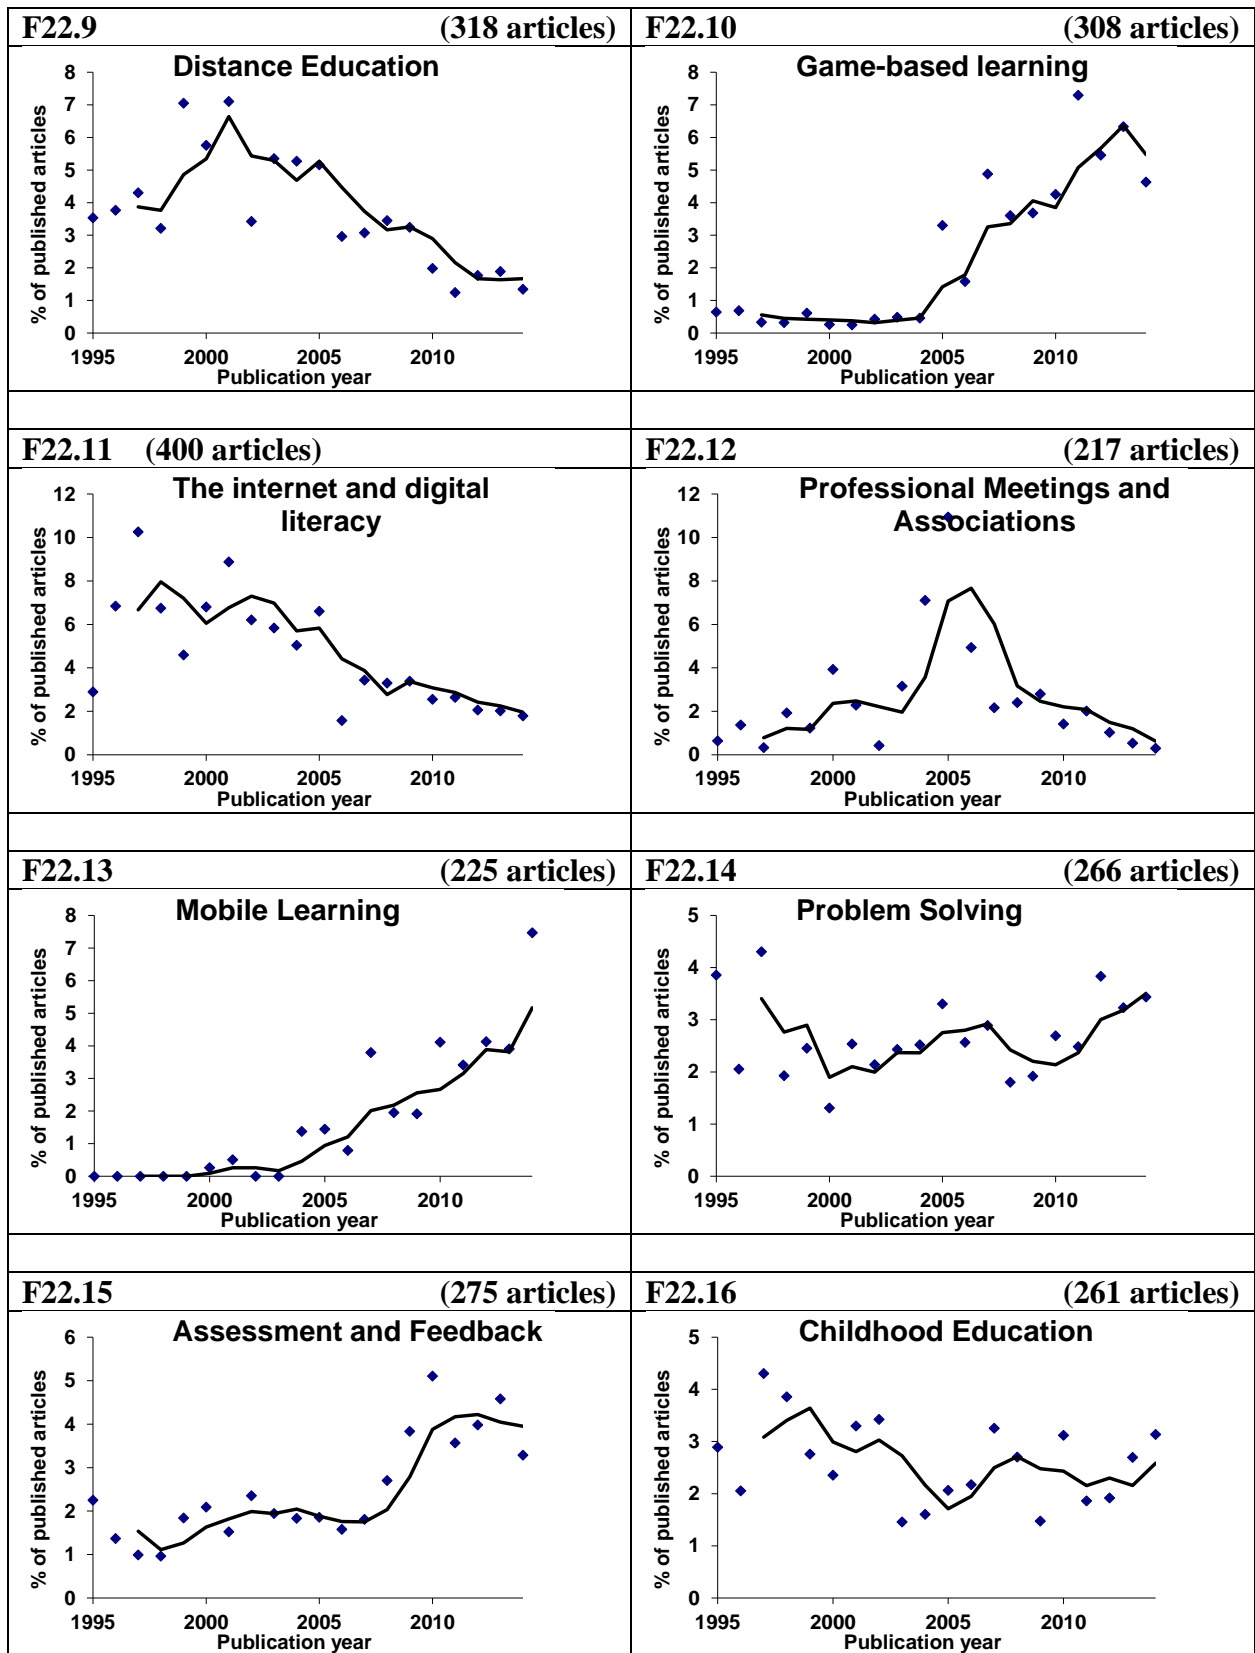 F22.9 (318 articles)
Distance Education
8
7
6
5
4
3
2
1
0
% of published articles
1995 2000 2005 2010
Publication year
F22.10 (308 articles)
Game-based learning
8
7
6
5
4
3
2
1
0
% of published articles
1995 2000 2005 2010
Publication year
F22.11 (400 articles)
The internet and digital
literacy
12
10
8
6
4
2
0
% of published articles
1995 2000 2005 2010
Publication year
F22.12 (217 articles)
Professional Meetings and
Associations
12
10
8
6
4
2
0
% of published articles
1995 2000 2005 2010
Publication year
F22.13 (225 articles)
Mobile Learning
8
7
6
5
4
3
2
1
0
% of published articles
1995 2000 2005 2010
Publication year
F22.14 (266 articles)
Problem Solving
5
4
3
2
1
0
% of published articles
1995 2000 2005 2010
Publication year
F22.15 (275 articles)
Assessment and Feedback
6
5
4
3
2
1
0
% of published articles
1995 2000 2005 2010
Publication year
F22.16 (261 articles)
Childhood Education
5
4
3
2
1
0
% of published articles
1995 2000 2005 2010
Publication year